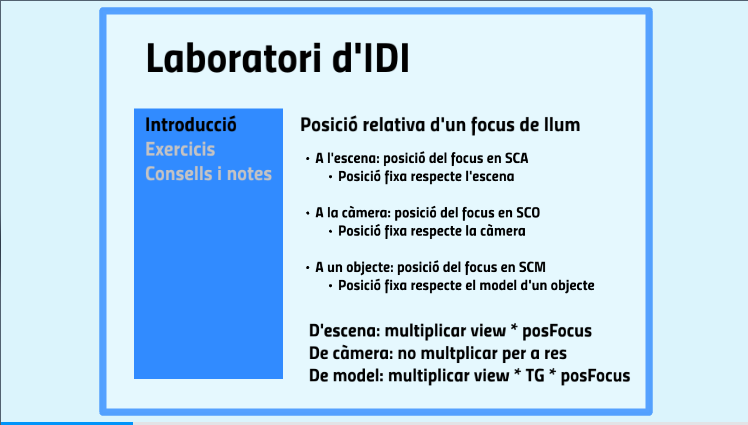 Laboratori d'IDI
Introducció
Exercicis
Consells i notes
Posició relativa d'un focus de llum
• A l'escena: posició del focus en SCA
• Posició fixa respecte l'escena
• A la càmera: posició del focus en SCO
• Posició fixa respecte la càmera
• A un objecte: posició del focus en SCM
• Posició fixa respecte el model d'un objecte
D'escena: multiplicar view * posFocus
De càmera: no multplicar per a res
De model: multiplicar view * TG * posFocus